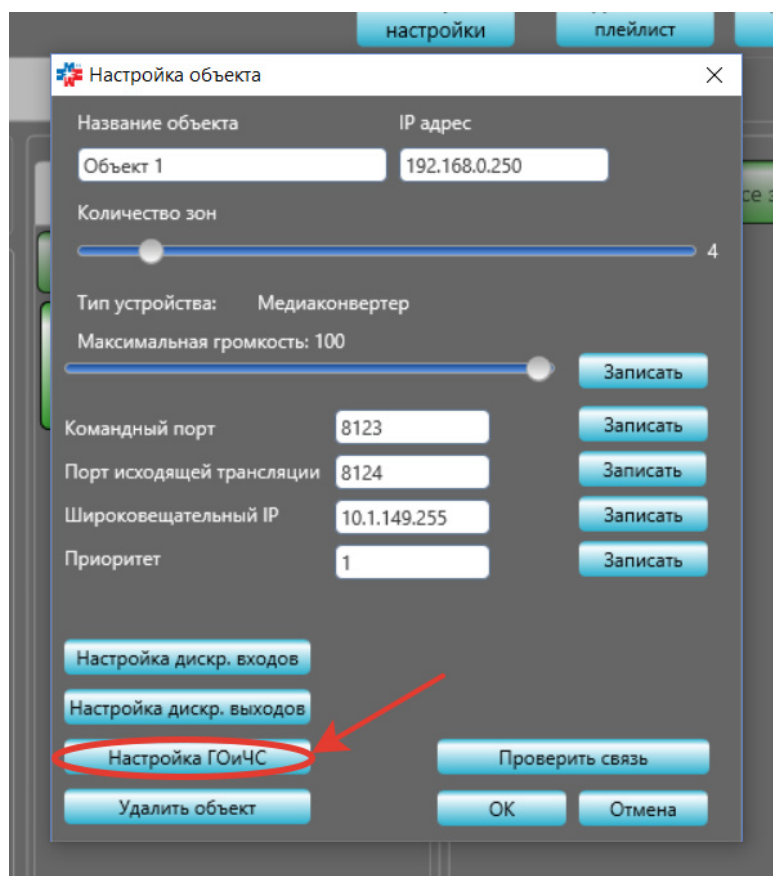 настройки
плейлист
Настройка объекта
Название объекта
IP адрес
Объект 1
192.168.0.250
Количество зон
4
Тип устройства: Медиаконвертер
Максимальная громкость: 100
Записать
Командный порт
8123
Записать
Порт исходящей трансляции
8124
Записать
Широковещательный IP
10.1.149.255
Записать
Приоритет
1
Записать
Настройка дискр. входов
Настройка дискр. выходов
Настройка ГОиЧС
Проверить связь
Удалить объект
OK
Отмена